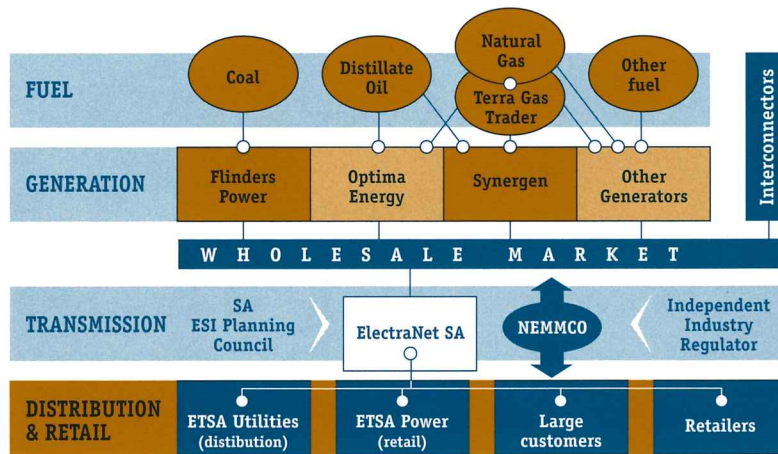 FUEL
Coal
Distillate
Oil
Natural
Gas
Terra Gas
Trader
Other
fuel
Interconnectors
GENERATION
Flinders
Power
Optima
Energy
Synergen
Other
Generators
WHOLESALE MARKET
TRANSMISSION
SA
ESI Planning
Council
ElectraNet SA
NEMMCO
Independent
Industry
Regulator
DISTRIBUTION
& RETAIL
ETSA Utilities
(distibution)
ETSA Power
(retail)
Large
customers
Retailers